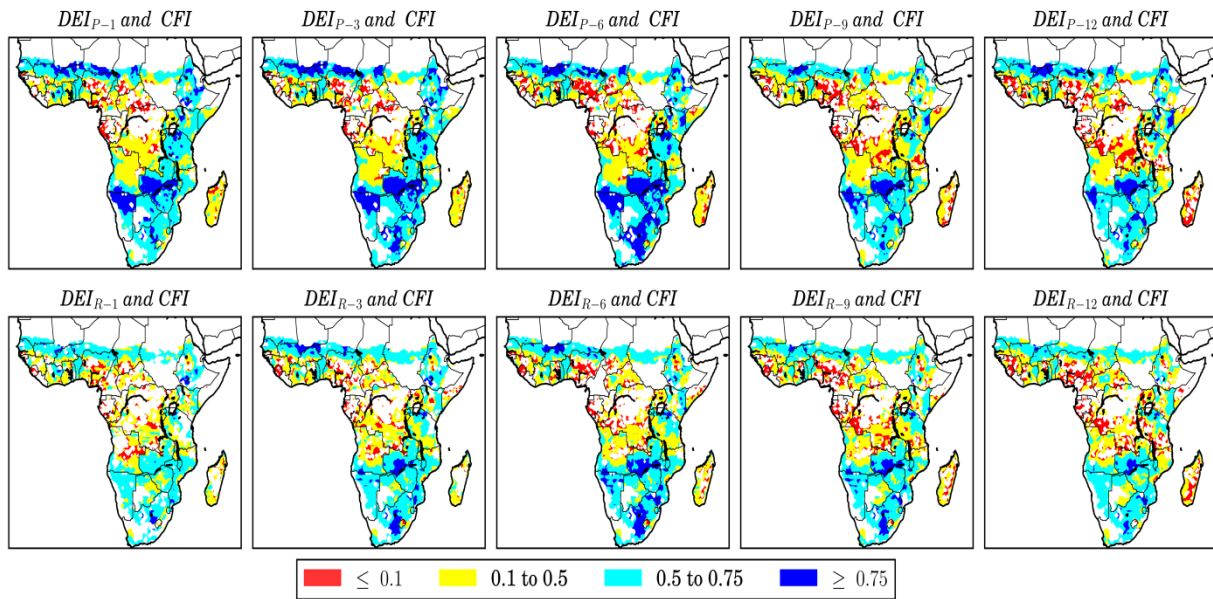 DEI_{P−1} and CFI
DEI_{P−3} and CFI
DEI_{P−6} and CFI
DEI_{P−9} and CFI
DEI_{P−12} and CFI
DEI_{R−1} and CFI
DEI_{R−3} and CFI
DEI_{R−6} and CFI
DEI_{R−9} and CFI
DEI_{R−12} and CFI
≤ 0.1 0.1 to 0.5 0.5 to 0.75 ≥ 0.75